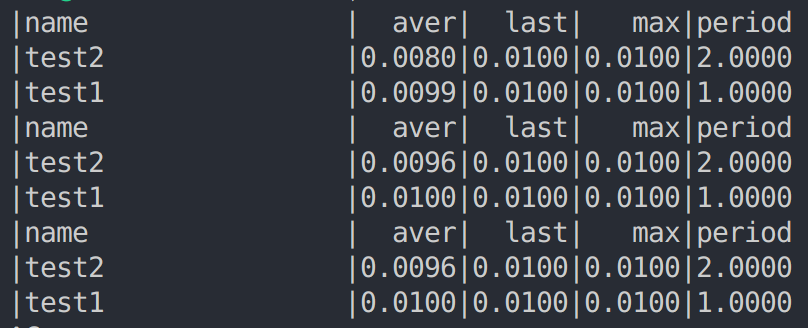 |name                 |  aver|  last|   max|period
|test2                |0.0080|0.0100|0.0100|2.0000
|test1                |0.0099|0.0100|0.0100|1.0000
|name                 |  aver|  last|   max|period
|test2                |0.0096|0.0100|0.0100|2.0000
|test1                |0.0100|0.0100|0.0100|1.0000
|name                 |  aver|  last|   max|period
|test2                |0.0096|0.0100|0.0100|2.0000
|test1                |0.0100|0.0100|0.0100|1.0000